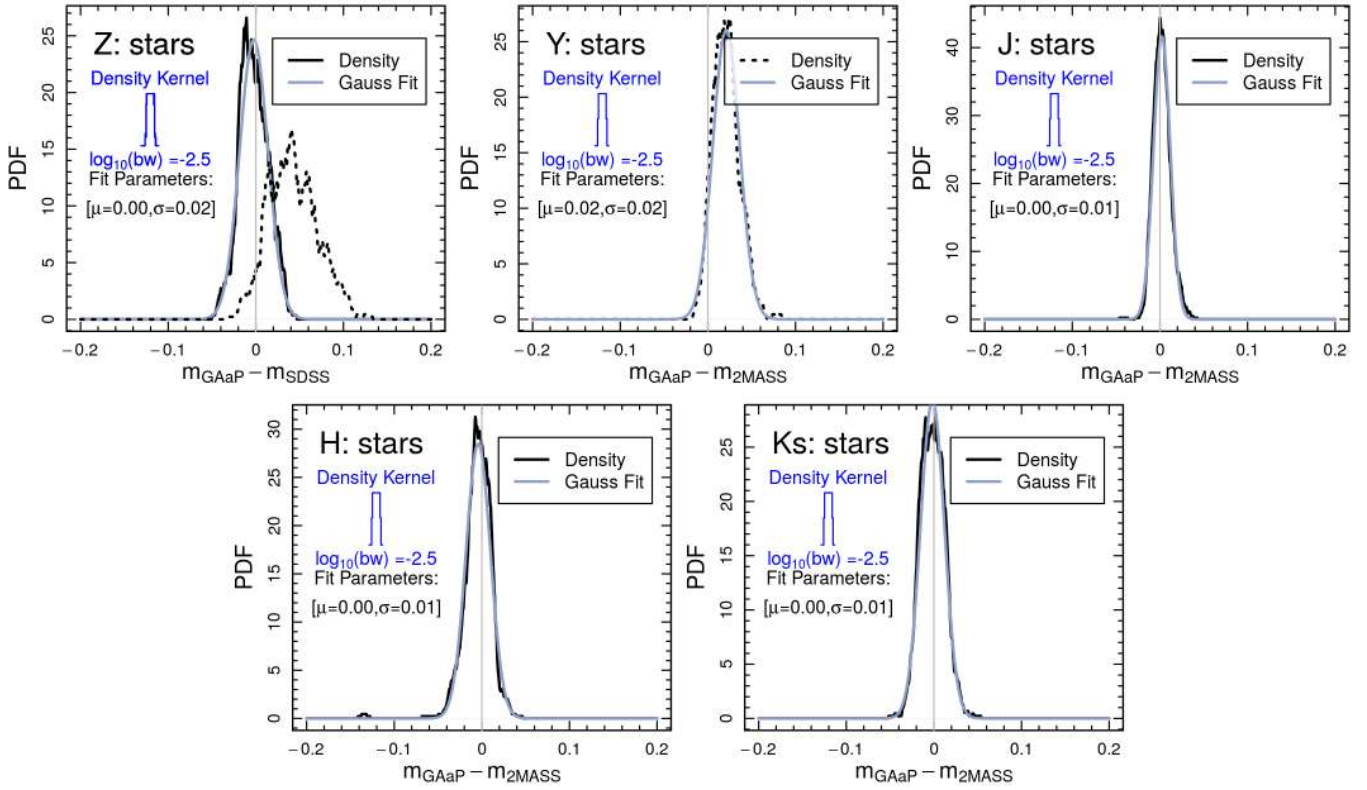 Z: stars
Density Kernel
log10(bw) =-2.5
Fit Parameters:
[μ=0.00,σ=0.02]
Density
Gauss Fit
PDF
0 5 10 15 20 25
−0.2 −0.1 0 0.1 0.2
mGAaP − mSDSS
Y: stars
Density Kernel
log10(bw) =-2.5
Fit Parameters:
[μ=0.02,σ=0.02]
Density
Gauss Fit
PDF
0 5 10 15 20 25
−0.2 −0.1 0 0.1 0.2
mGAaP − m2MASS
J: stars
Density Kernel
log10(bw) =-2.5
Fit Parameters:
[μ=0.00,σ=0.01]
Density
Gauss Fit
PDF
0 10 20 30 40
−0.2 −0.1 0 0.1 0.2
mGAaP − m2MASS
H: stars
Density Kernel
log10(bw) =-2.5
Fit Parameters:
[μ=0.00,σ=0.01]
Density
Gauss Fit
PDF
0 5 10 15 20 25 30
−0.2 −0.1 0 0.1 0.2
mGAaP − m2MASS
Ks: stars
Density Kernel
log10(bw) =-2.5
Fit Parameters:
[μ=0.00,σ=0.01]
Density
Gauss Fit
PDF
0 5 10 15 20 25
−0.2 −0.1 0 0.1 0.2
mGAaP − m2MASS